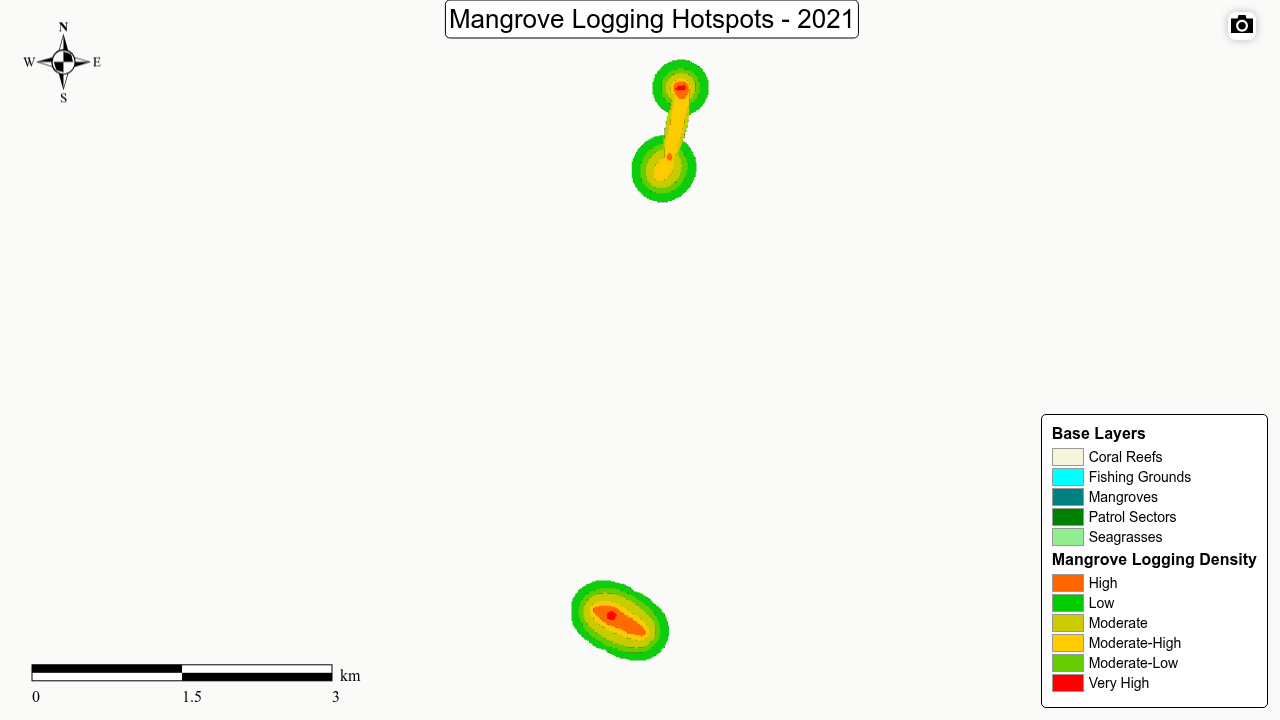 Mangrove Logging Hotspots - 2021
N
W E
S
Base Layers
Coral Reefs
Fishing Grounds
Mangroves
Patrol Sectors
Seagrasses
Mangrove Logging Density
High
Low
Moderate
Moderate-High
Moderate-Low
Very High
km
0 1.5 3